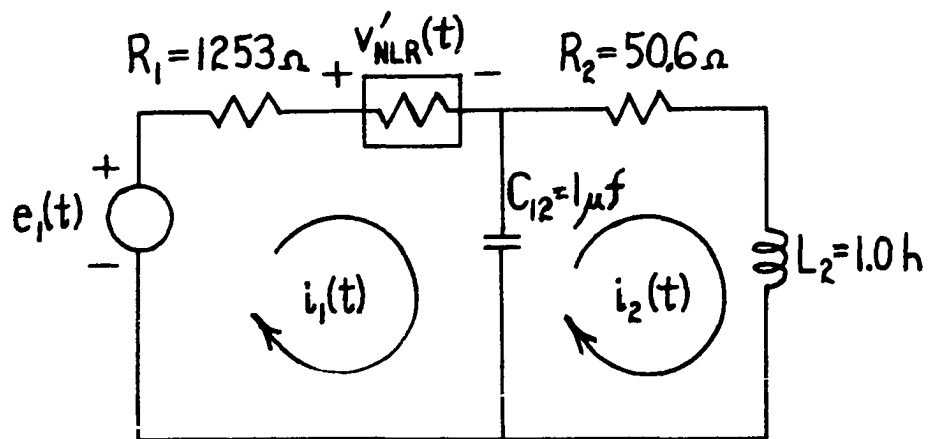 v'NLR(t)
R1=1253Ω
+
-
R2=50.6Ω
+
e1(t)
-
C12=1μf
i1(t)
i2(t)
L2=1.0h